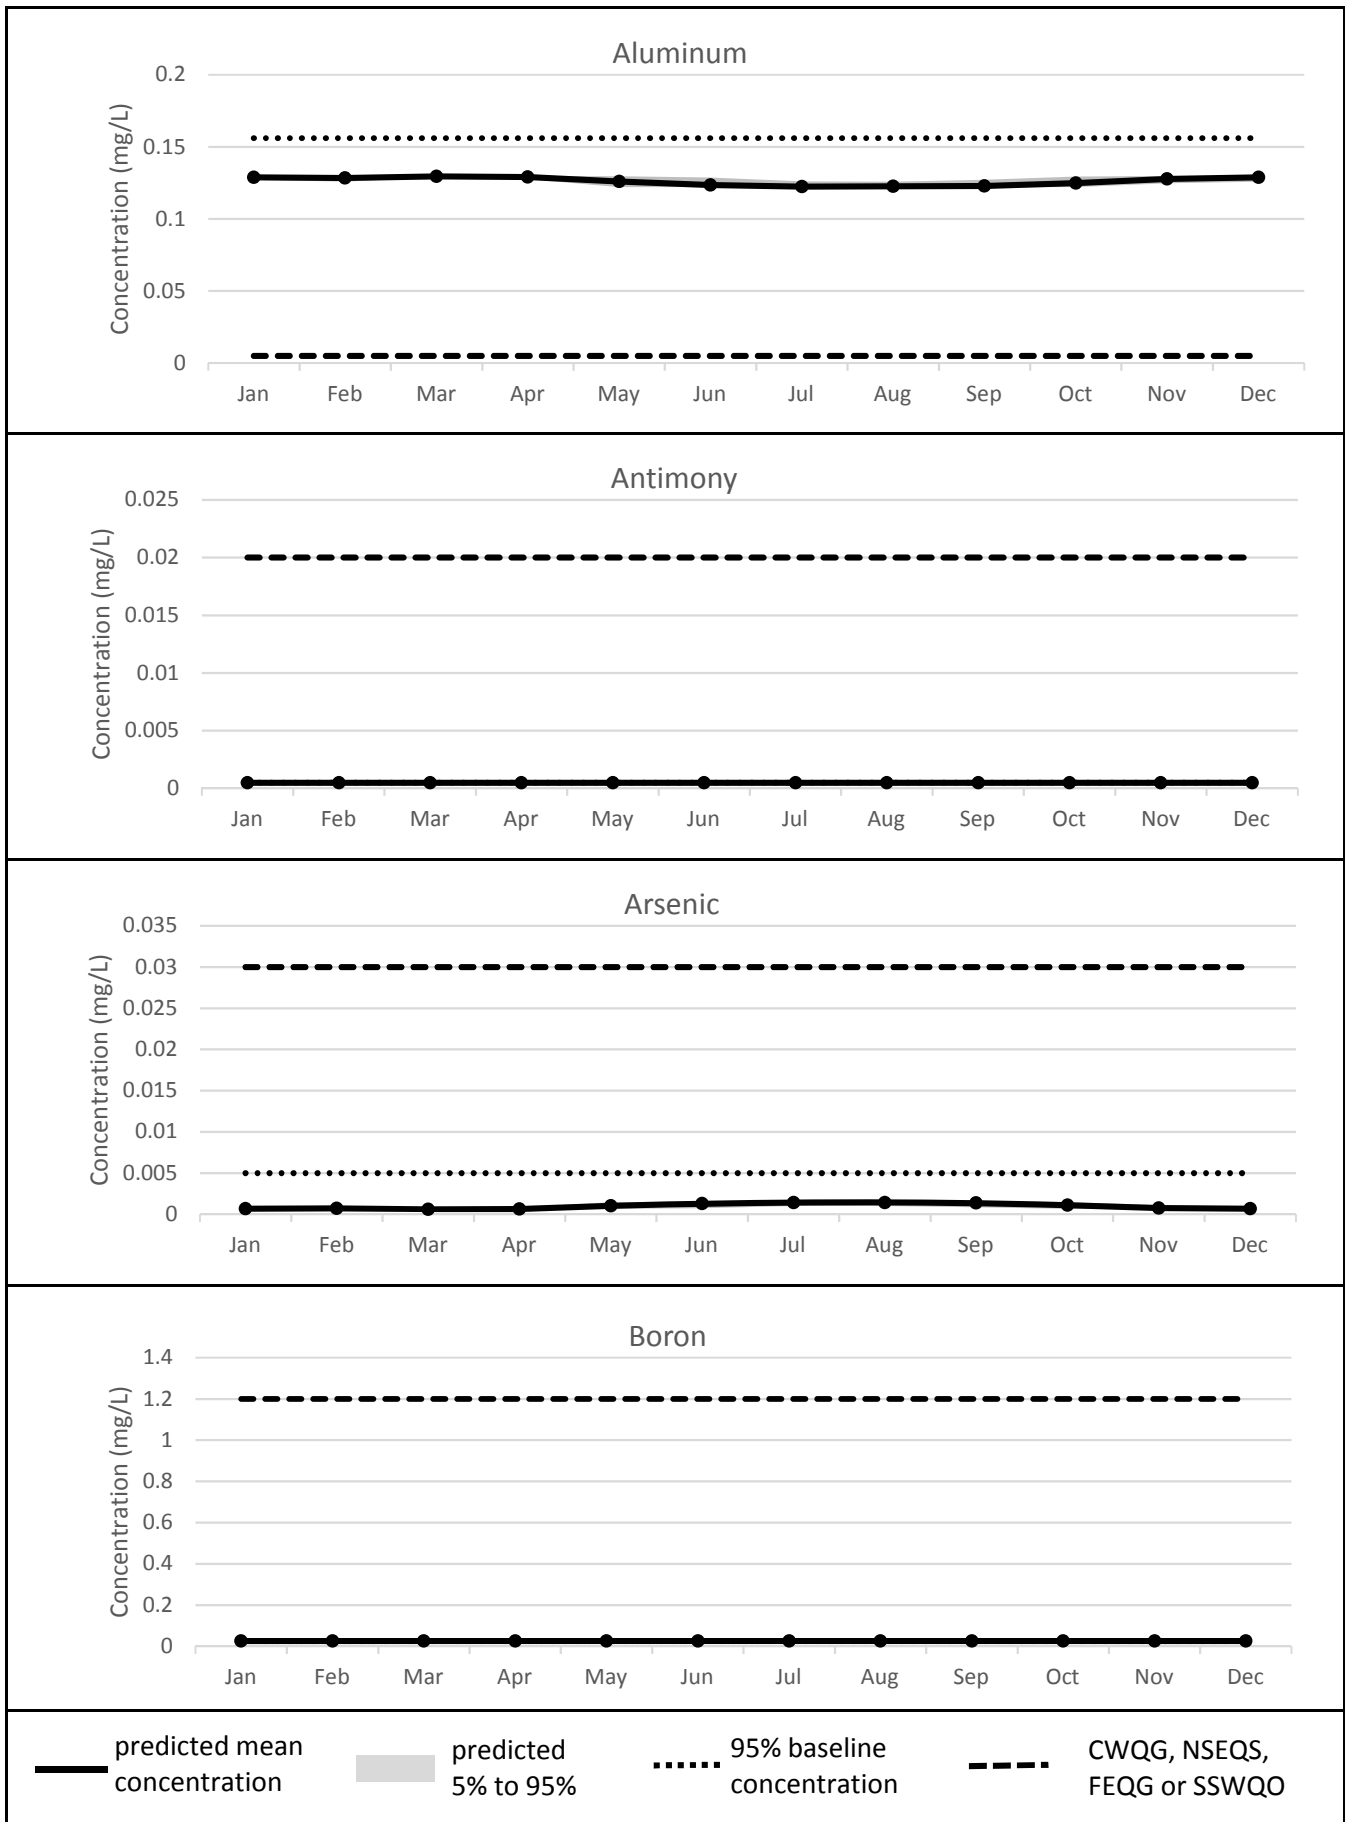 Aluminum
Concentration (mg/L)
0.2
0.15
0.1
0.05
0
Jan Feb Mar Apr May Jun Jul Aug Sep Oct Nov Dec
Antimony
Concentration (mg/L)
0.025
0.02
0.015
0.01
0.005
0
Jan Feb Mar Apr May Jun Jul Aug Sep Oct Nov Dec
Arsenic
Concentration (mg/L)
0.035
0.03
0.025
0.02
0.015
0.01
0.005
0
Jan Feb Mar Apr May Jun Jul Aug Sep Oct Nov Dec
Boron
Concentration (mg/L)
1.4
1.2
1
0.8
0.6
0.4
0.2
0
Jan Feb Mar Apr May Jun Jul Aug Sep Oct Nov Dec
predicted mean
concentration
predicted
5% to 95%
95% baseline
concentration
CWQG, NSEQS,
FEQG or SSWQO